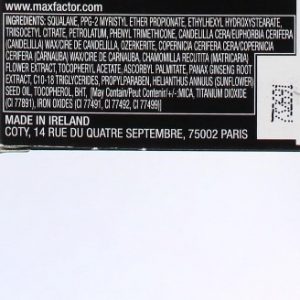 www.maxfactor.com
INGREDIENTS: SQUALANE, PPG-2 MYRISTYL ETHER PROPIONATE, ETHYLHEXYL HYDROXYSTEARATE,
TRIISOCETYL CITRATE, PETROLATUM, PHENYL TRIMETHICONE, CANDELILLA CERA/EUPHORBIA CERIFERA
(CANDELILLA) WAX/CIRE DE CANDELILLA, OZOKERITE, COPERNICIA CERIFERA CERA/COPERNICIA
CERIFERA (CARNAUBA) WAX/CIRE DE CARNAUBA, CHAMOMILLA RECUTITA (MATRICARIA)
FLOWER EXTRACT, TOCOPHERYL ACETATE, ASCORBYL PALMITATE, PANAX GINSENG ROOT
EXTRACT, C10-18 TRIGLYCERIDES, PROPYLPARABEN, HELIANTHUS ANNUUS (SUNFLOWER)
SEED OIL, TOCOPHEROL, BHT, [May Contain/Peut Contenir/+/-:MICA, TITANIUM DIOXIDE
(CI 77891), IRON OXIDES (CI 77491, CI 77492, CI 77499)]
MADE IN IRELAND
COTY, 14 RUE DU QUATRE SEPTEMBRE, 75002 PARIS